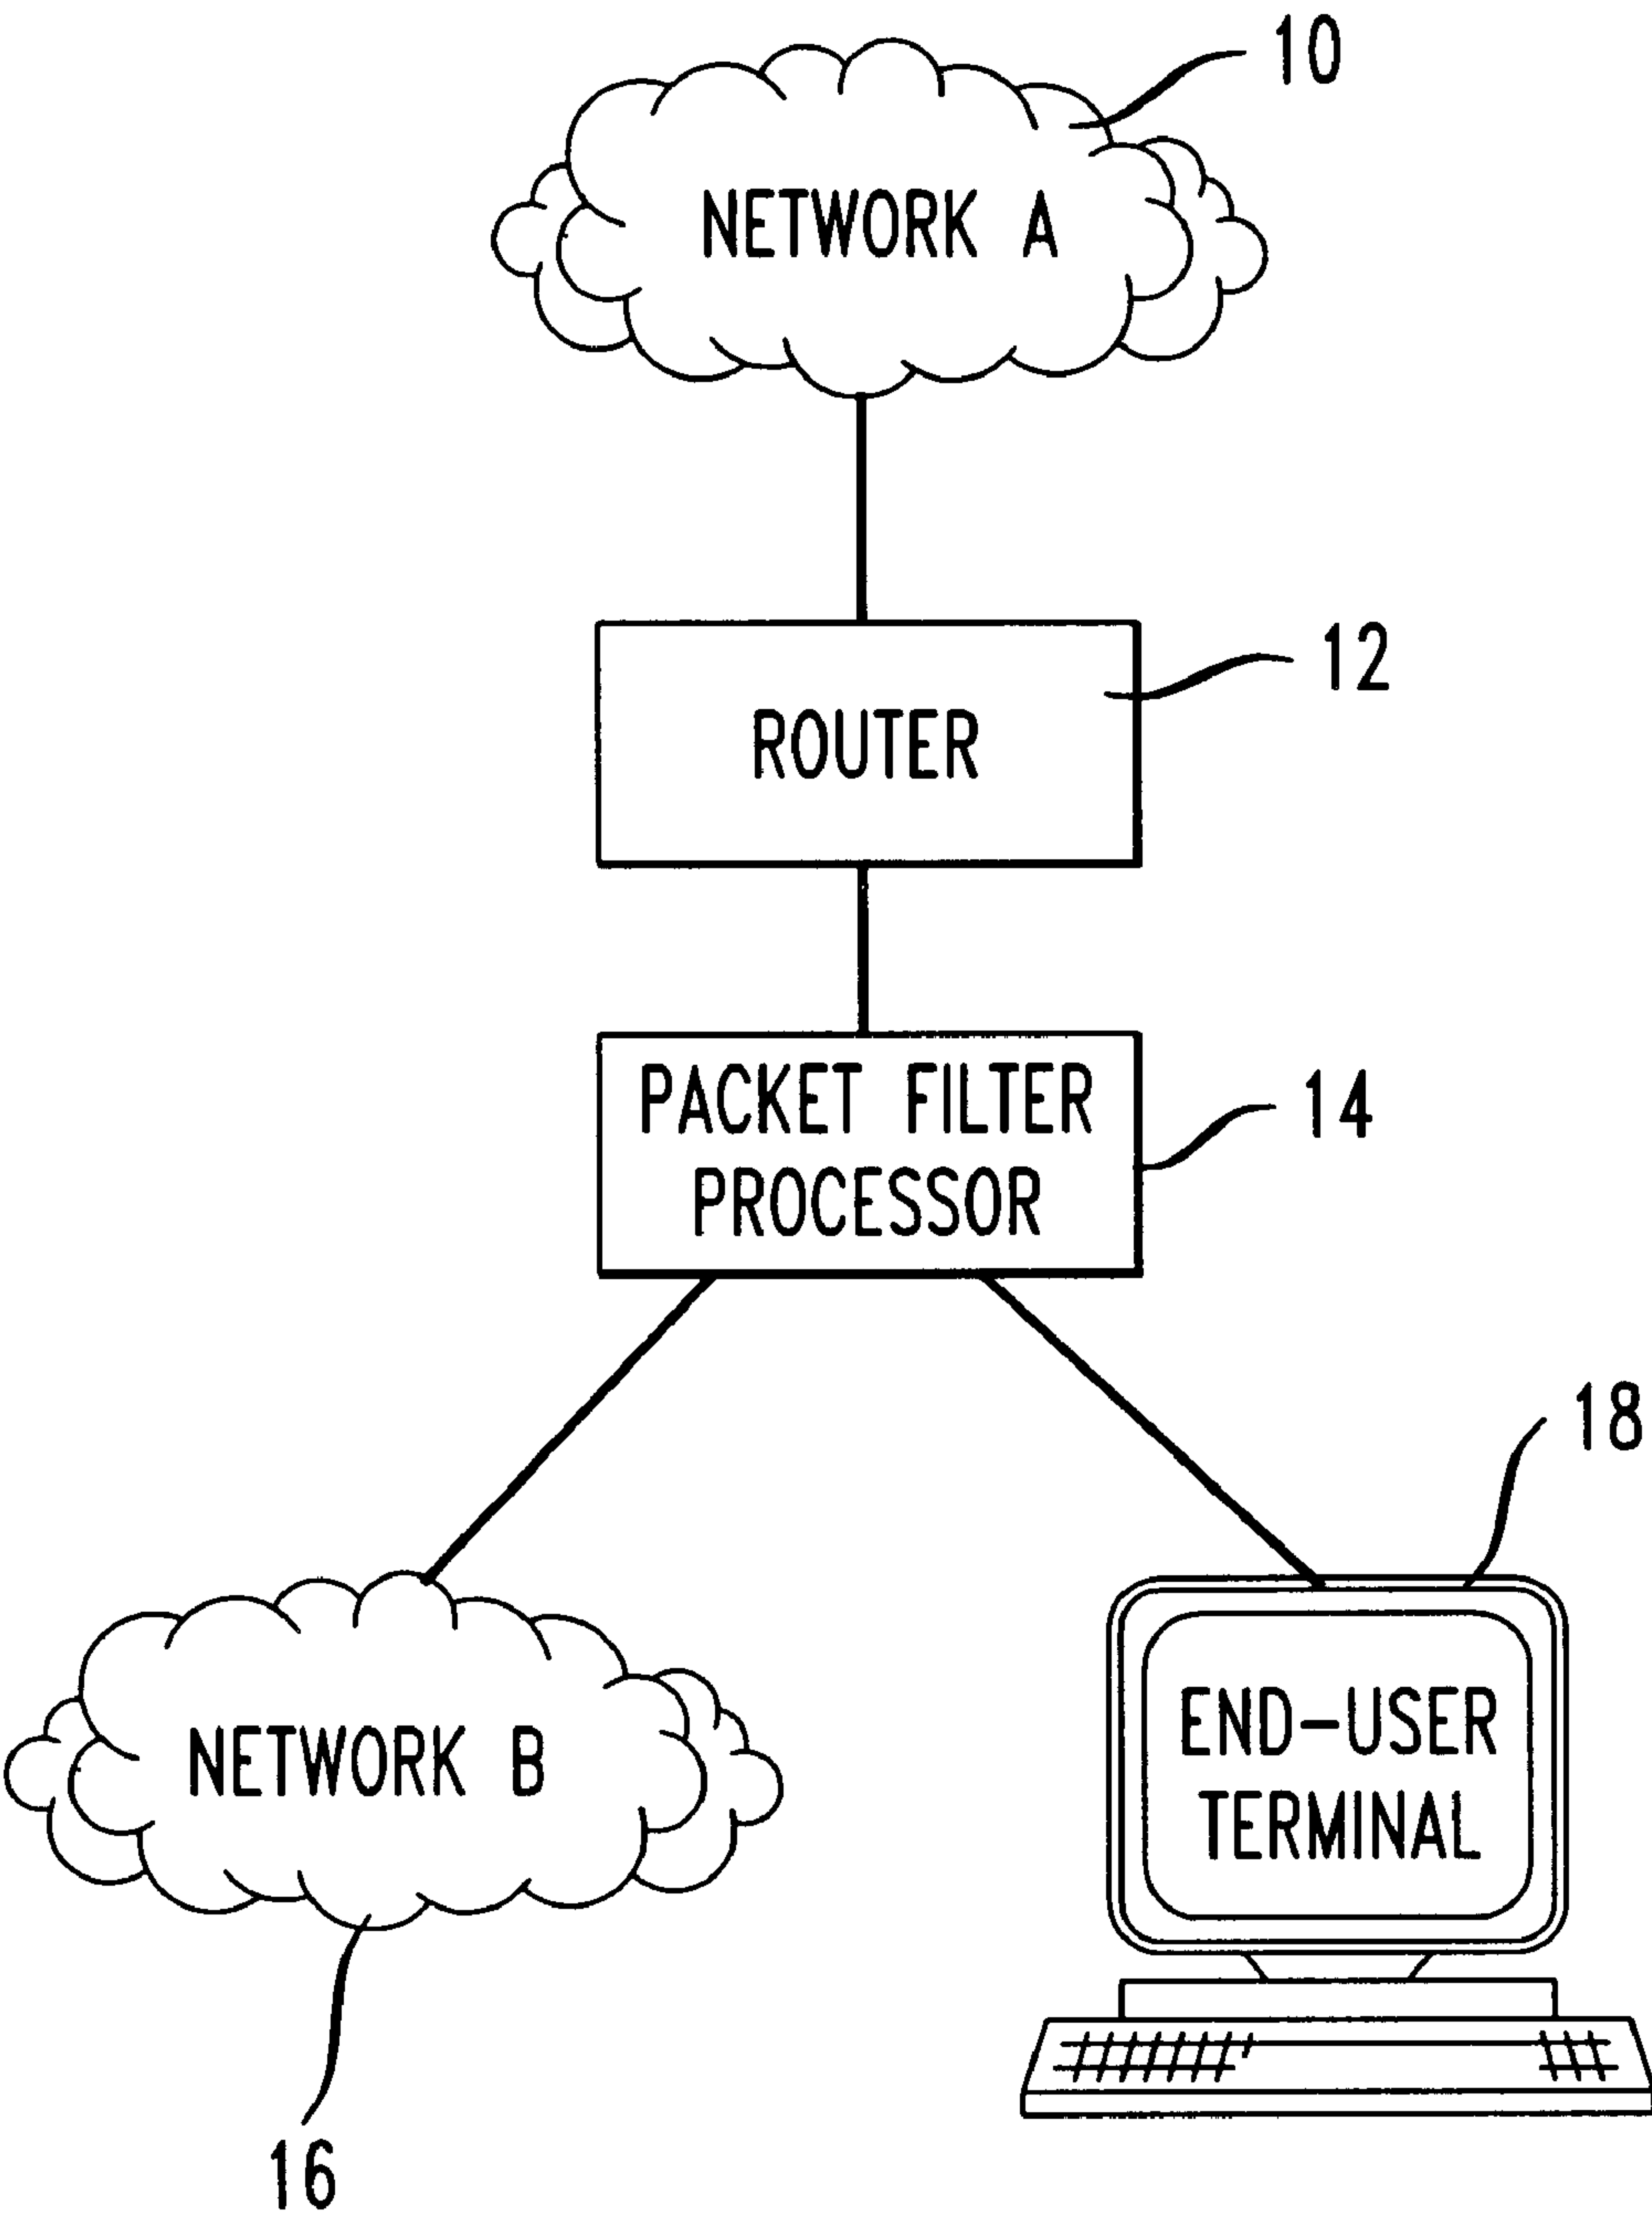 10
NETWORK A
12
ROUTER
14
PACKET FILTER
PROCESSOR
18
END-USER
TERMINAL
NETWORK B
16